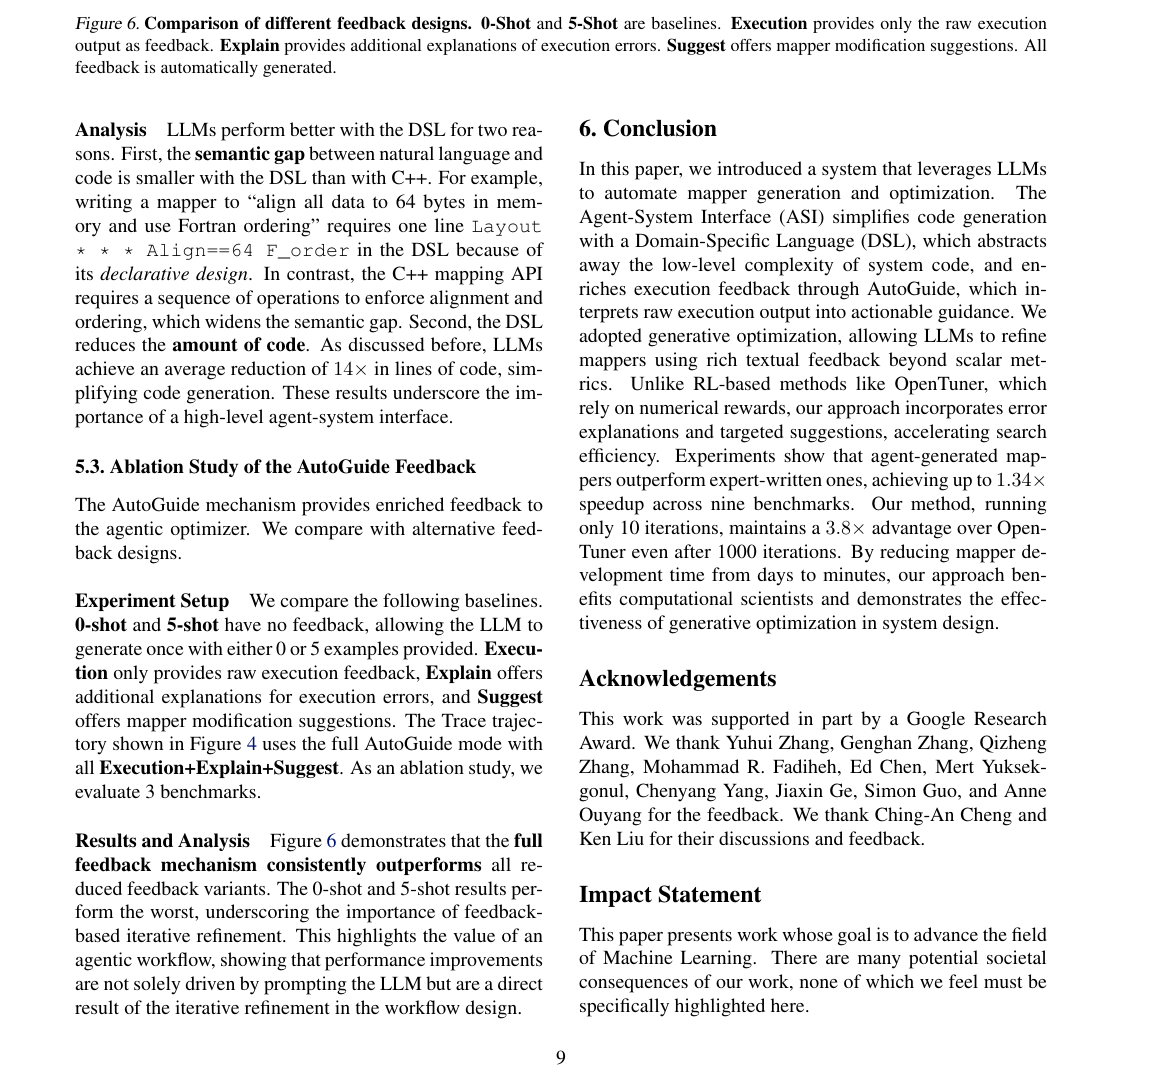 Figure 6. Comparison of different feedback designs. 0-Shot and 5-Shot are baselines. Execution provides only the raw execution
output as feedback. Explain provides additional explanations of execution errors. Suggest offers mapper modification suggestions. All
feedback is automatically generated.
Analysis LLMs perform better with the DSL for two rea-
sons. First, the semantic gap between natural language and
code is smaller with the DSL than with C++. For example,
writing a mapper to “align all data to 64 bytes in mem-
ory and use Fortran ordering” requires one line Layout
* * * Align==64 F_order in the DSL because of
its declarative design. In contrast, the C++ mapping API
requires a sequence of operations to enforce alignment and
ordering, which widens the semantic gap. Second, the DSL
reduces the amount of code. As discussed before, LLMs
achieve an average reduction of 14× in lines of code, sim-
plifying code generation. These results underscore the im-
portance of a high-level agent-system interface.
5.3. Ablation Study of the AutoGuide Feedback
The AutoGuide mechanism provides enriched feedback to
the agentic optimizer. We compare with alternative feed-
back designs.
Experiment Setup We compare the following baselines.
0-shot and 5-shot have no feedback, allowing the LLM to
generate once with either 0 or 5 examples provided. Execu-
tion only provides raw execution feedback, Explain offers
additional explanations for execution errors, and Suggest
offers mapper modification suggestions. The Trace trajec-
tory shown in Figure 4 uses the full AutoGuide mode with
all Execution+Explain+Suggest. As an ablation study, we
evaluate 3 benchmarks.
Results and Analysis Figure 6 demonstrates that the full
feedback mechanism consistently outperforms all re-
duced feedback variants. The 0-shot and 5-shot results per-
form the worst, underscoring the importance of feedback-
based iterative refinement. This highlights the value of an
agentic workflow, showing that performance improvements
are not solely driven by prompting the LLM but are a direct
result of the iterative refinement in the workflow design.
6. Conclusion
In this paper, we introduced a system that leverages LLMs
to automate mapper generation and optimization. The
Agent-System Interface (ASI) simplifies code generation
with a Domain-Specific Language (DSL), which abstracts
away the low-level complexity of system code, and en-
riches execution feedback through AutoGuide, which in-
terprets raw execution output into actionable guidance. We
adopted generative optimization, allowing LLMs to refine
mappers using rich textual feedback beyond scalar met-
rics. Unlike RL-based methods like OpenTuner, which
rely on numerical rewards, our approach incorporates error
explanations and targeted suggestions, accelerating search
efficiency. Experiments show that agent-generated map-
pers outperform expert-written ones, achieving up to 1.34×
speedup across nine benchmarks. Our method, running
only 10 iterations, maintains a 3.8× advantage over Open-
Tuner even after 1000 iterations. By reducing mapper de-
velopment time from days to minutes, our approach ben-
efits computational scientists and demonstrates the effec-
tiveness of generative optimization in system design.
Acknowledgements
This work was supported in part by a Google Research
Award. We thank Yuhui Zhang, Genghan Zhang, Qizheng
Zhang, Mohammad R. Fadiheh, Ed Chen, Mert Yuksek-
gonul, Chenyang Yang, Jiaxin Ge, Simon Guo, and Anne
Ouyang for the feedback. We thank Ching-An Cheng and
Ken Liu for their discussions and feedback.
Impact Statement
This paper presents work whose goal is to advance the field
of Machine Learning. There are many potential societal
consequences of our work, none of which we feel must be
specifically highlighted here.
9